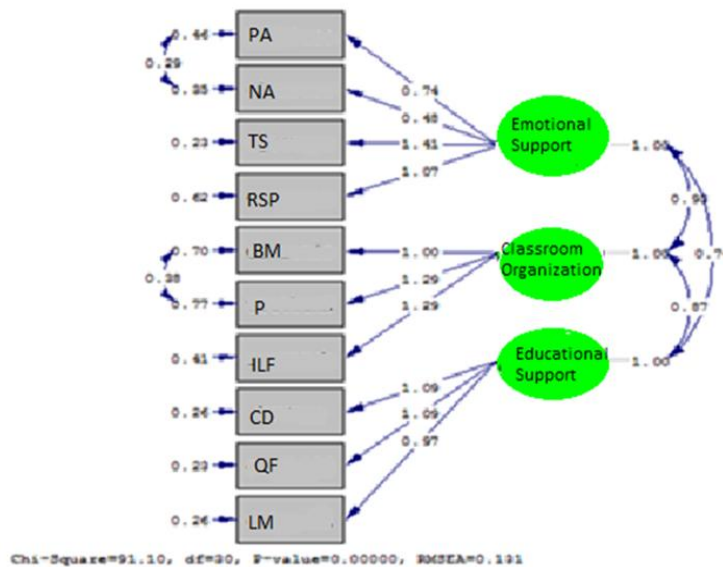 0.44
PA
0.29
0.74
0.35
NA
0.48
Emotional
Support
1.00
0.23
TS
1.41
1.07
0.62
RSP
0.93
0.70
BM
1.00
Classroom
Organization
1.00
0.38
1.29
0.77
P
1.29
0.87
0.41
ILF
Educational
Support
1.00
1.09
CD
1.09
0.23
QF
0.97
0.26
LM
Chi-Square=91.10, df=30, P-value=0.00000, RMSEA=0.131